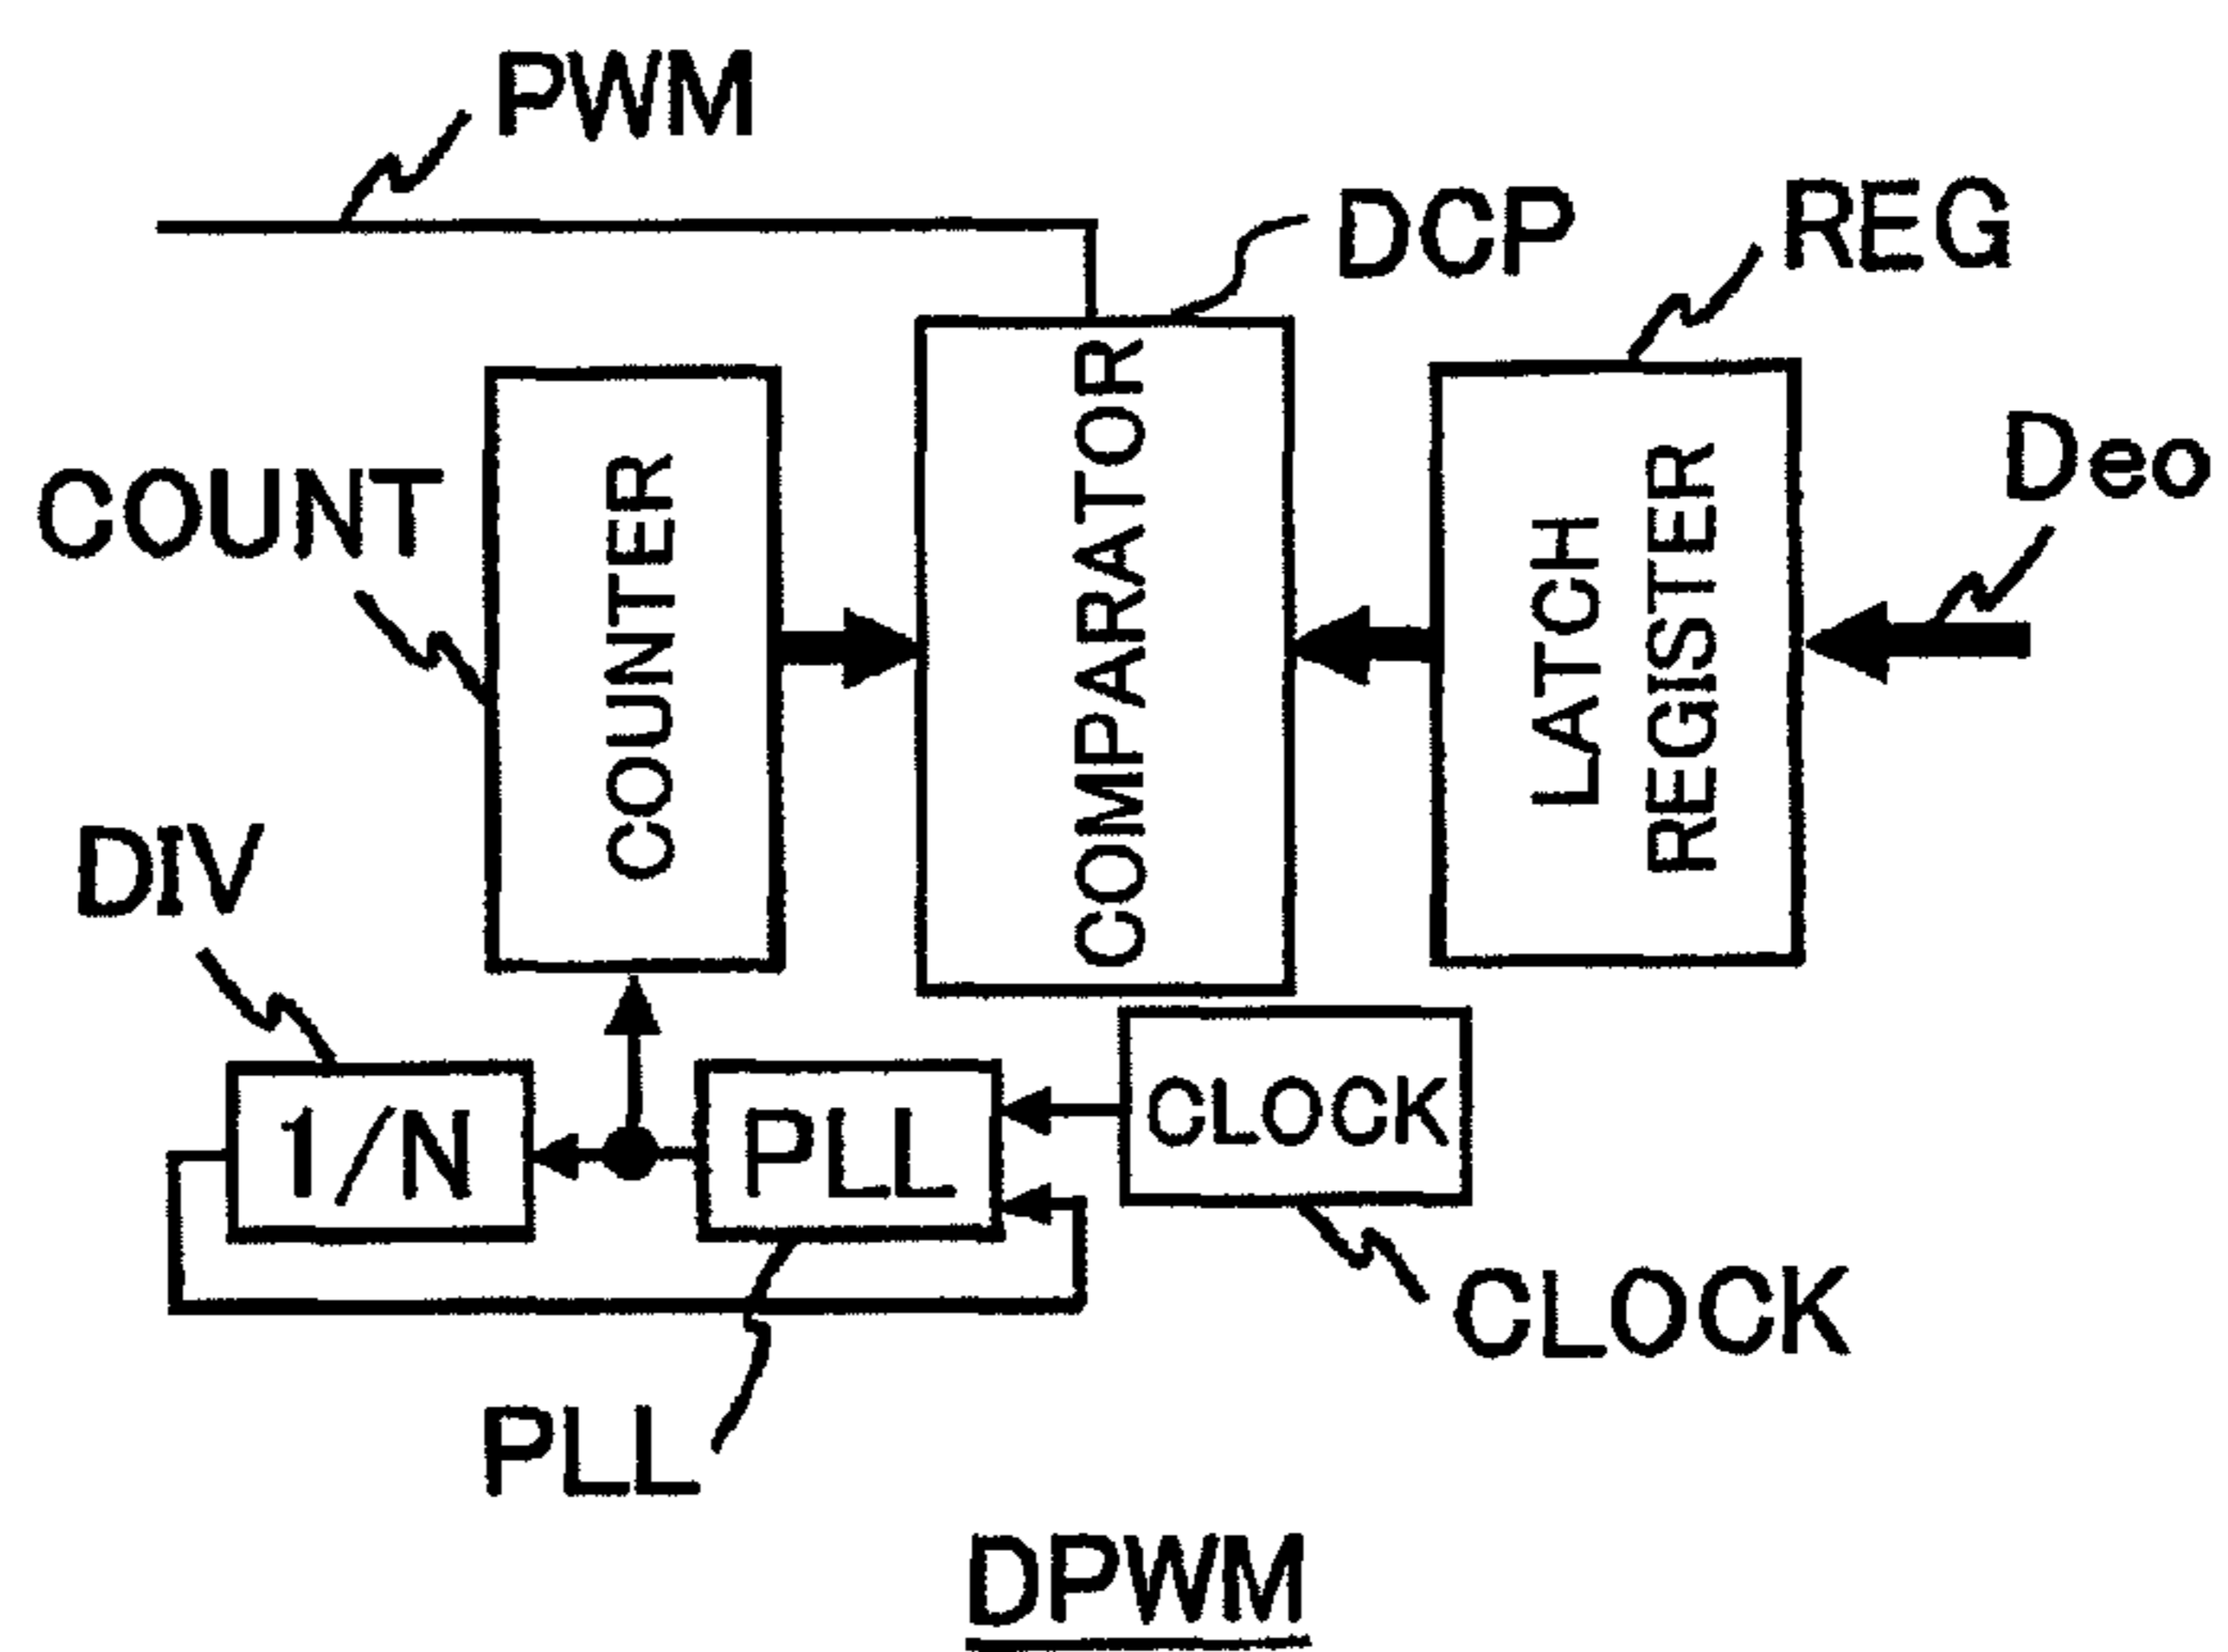 PWM
DCP
REG
COUNT
COUNTER
COMPARATOR
LATCH
REGISTER
Deo
DIV
1/N
PLL
CLOCK
CLOCK
PLL
DPWM